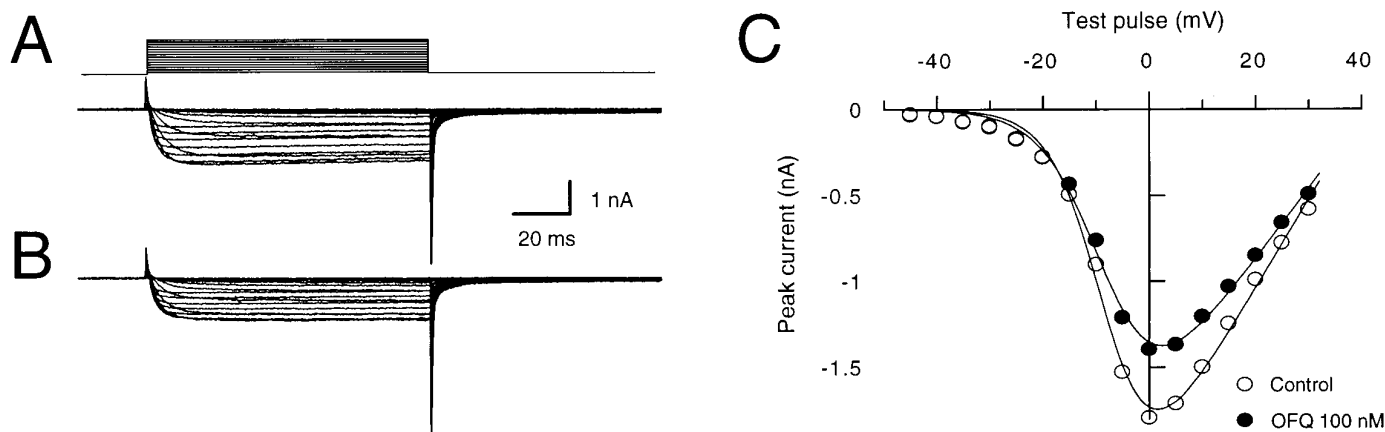 A
1 nA
20 ms
B
C
Test pulse (mV)
-40 -20 0 20 40
0
-0.5
-1
-1.5
Peak current (nA)
Control
OFQ 100 nM